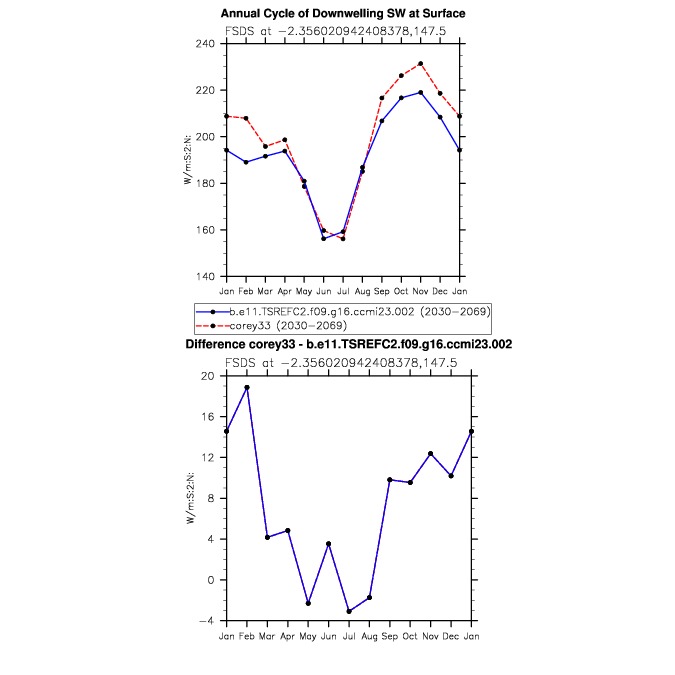 Annual Cycle of Downwelling SW at Surface
FSDS at −2.356020942408378,147.5
240
220
200
180
160
140
W/m:S:2:N:
Jan Feb Mar Apr May Jun Jul Aug Sep Oct Nov Dec Jan
b.e11.TSREFC2.f09.g16.ccmi23.002 (2030−2069)
corey33 (2030−2069)
Difference corey33 - b.e11.TSREFC2.f09.g16.ccmi23.002
FSDS at −2.356020942408378,147.5
20
16
12
8
4
0
−4
W/m:S:2:N:
Jan Feb Mar Apr May Jun Jul Aug Sep Oct Nov Dec Jan